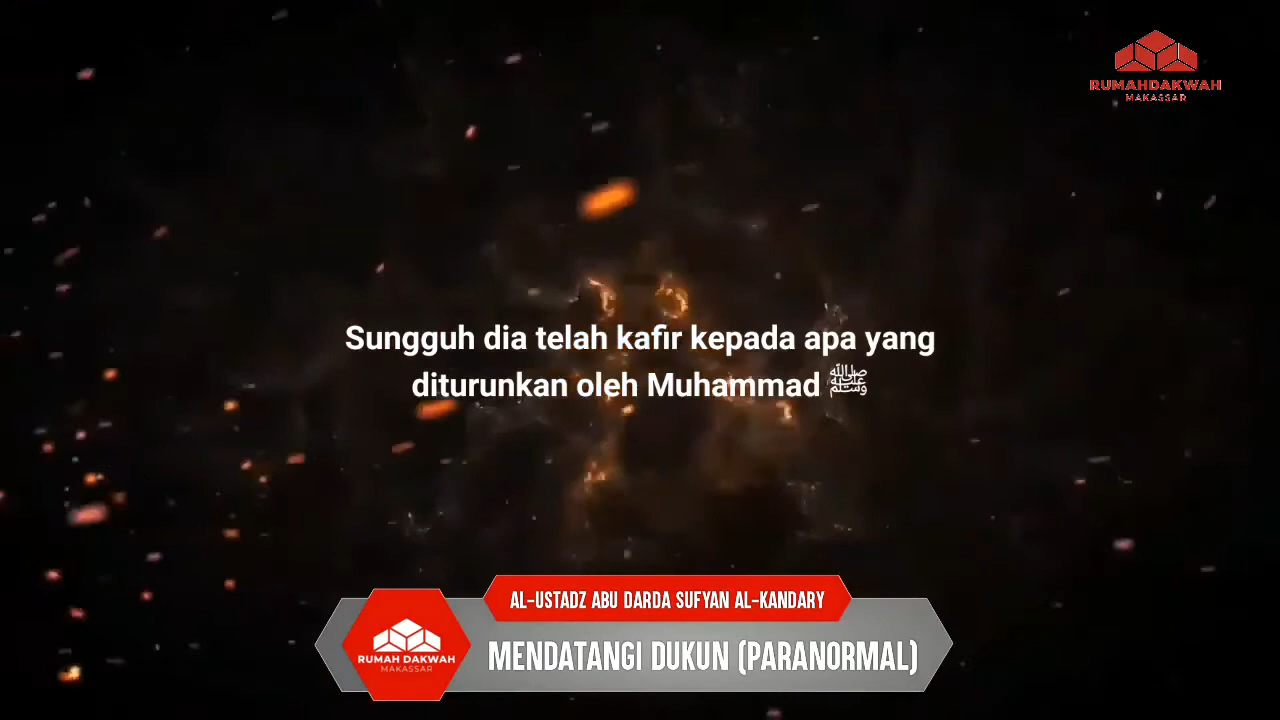 RUMAHDAKWAH
MAKASSAR
Sungguh dia telah kafir kepada apa yang
diturunkan oleh Muhammad ﷺ
AL-USTADZ ABU DARDA SUFYAN AL-KANDARY
MENDATANGI DUKUN (PARANORMAL)
RUMAH DAKWAH
MAKASSAR